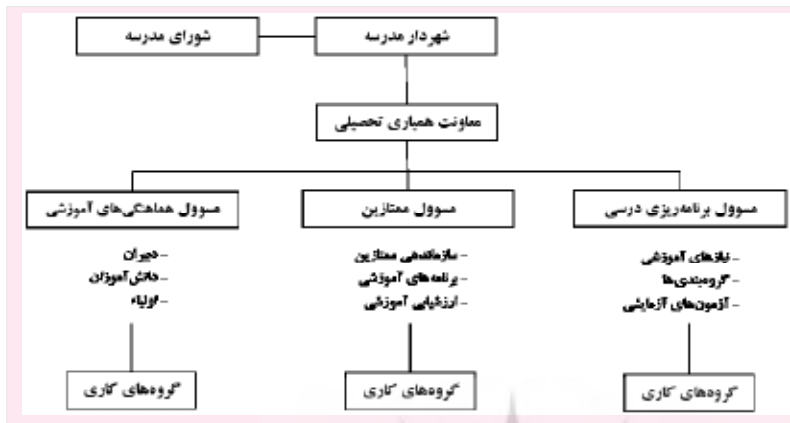 شهردار مدرسه
شورای مدرسه
معاونت همیاری تحصیلی
مسوول برنامه‌ریزی درسی
مسوول ممتازین
مسوول هماهنگی‌های آموزشی
- نیازهای آموزشی
- گروه‌بندی‌ها
- آزمون‌های آزمایشی
- سازماندهی ممتازین
- برنامه‌های آموزشی
- ارزشیابی آموزشی
- دبیران
- دانش‌آموزان
- اولیاء
گروه‌های کاری
گروه‌های کاری
گروه‌های کاری